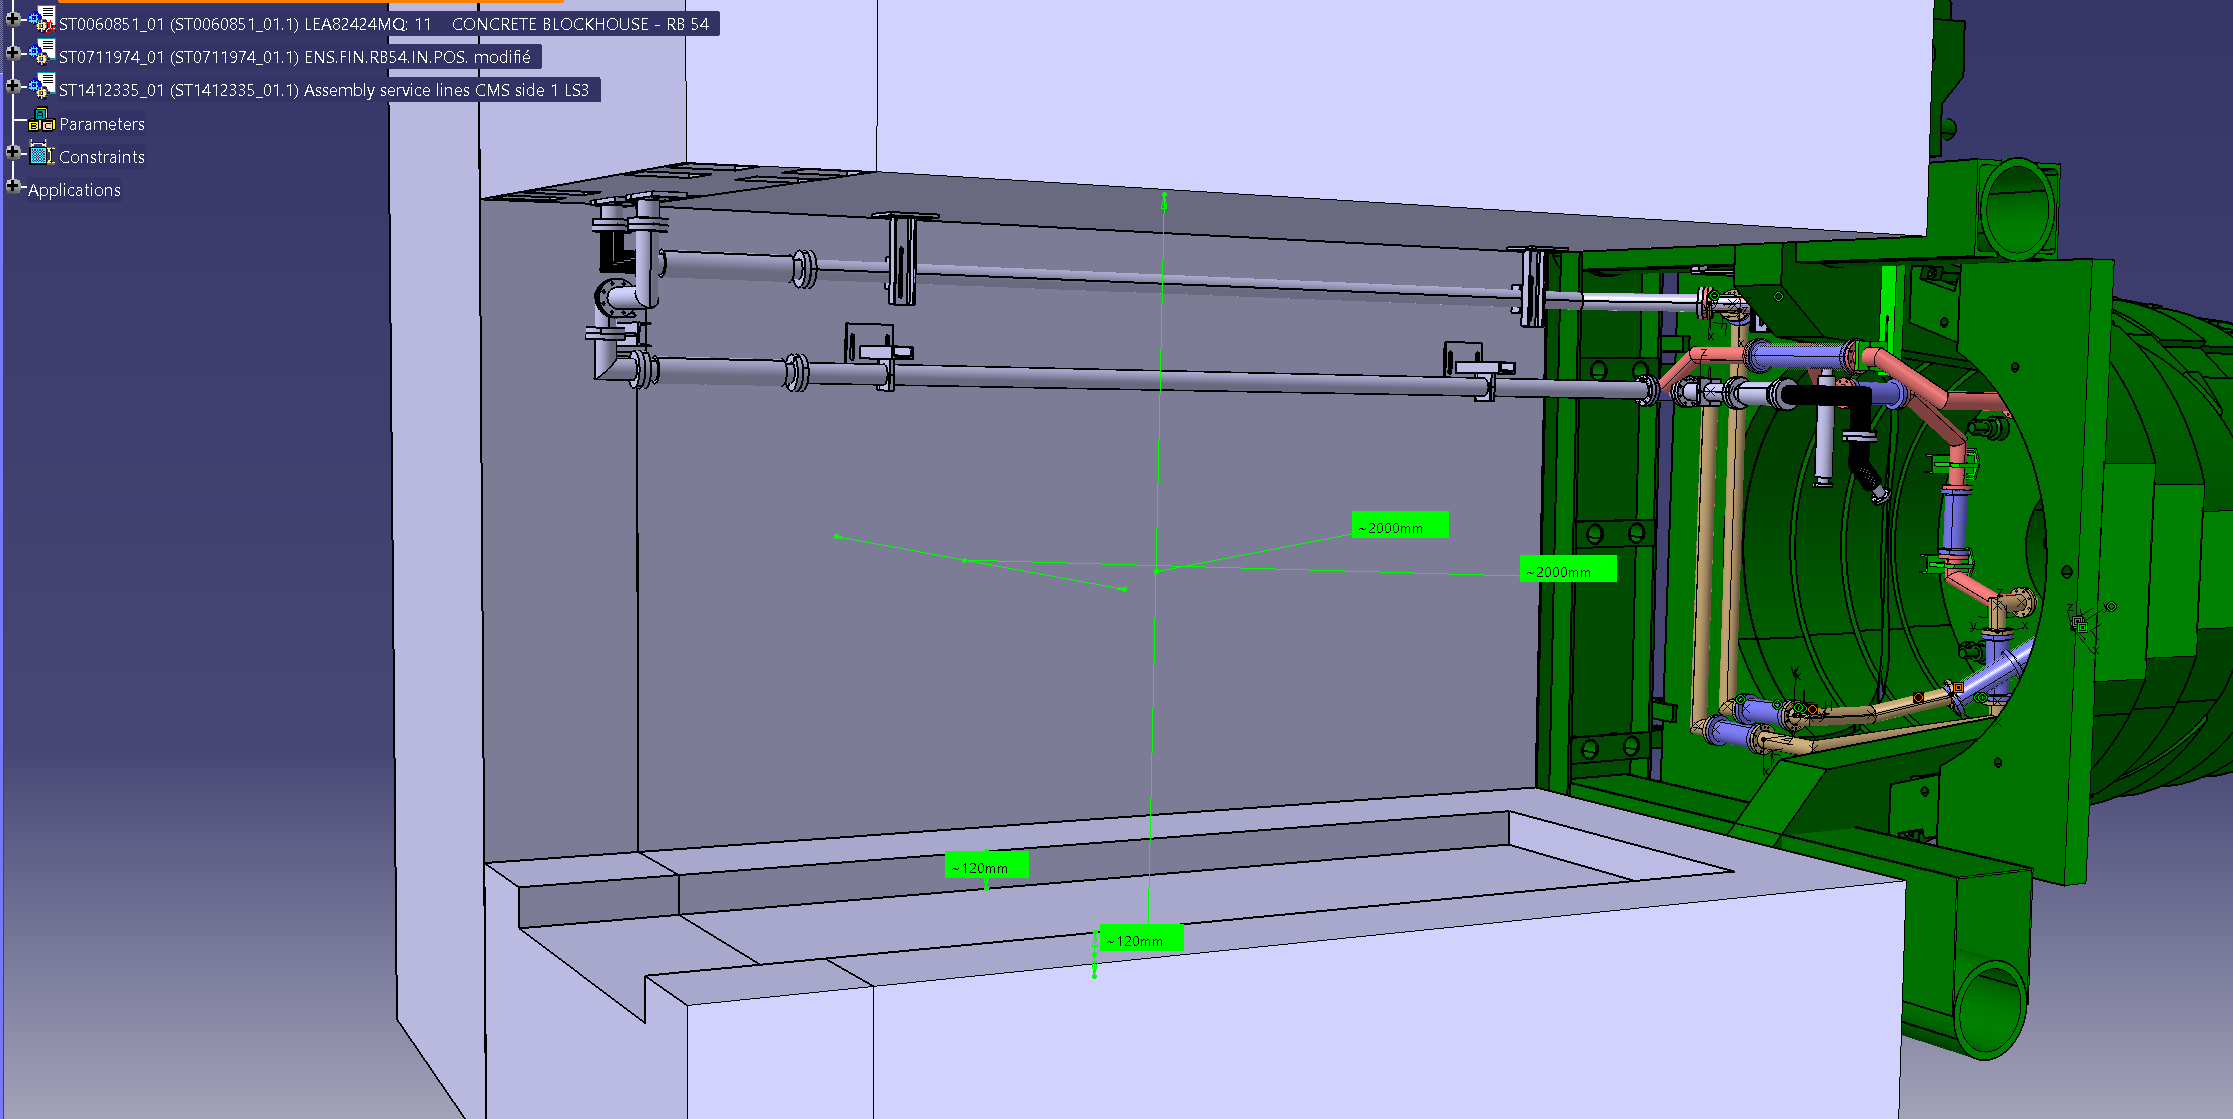 ST0060851_01 (ST0060851_01.1) LEA82424MQ: 11 CONCRETE BLOCKHOUSE - RB 54
ST0711974_01 (ST0711974_01.1) ENS.FIN.RB54.IN.POS. modifié
ST1412335_01 (ST1412335_01.1) Assembly service lines CMS side 1 LS3
Parameters
Constraints
Applications
~2000mm
~2000mm
~120mm
~120mm